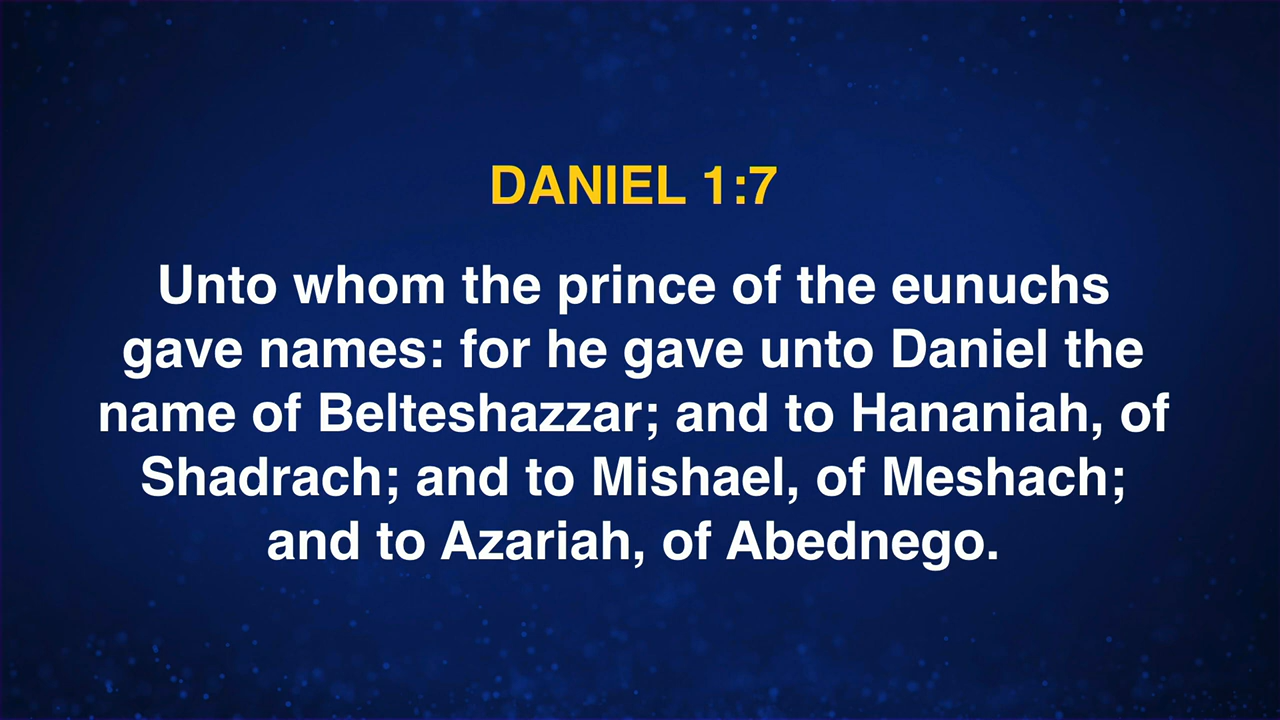 DANIEL 1:7
Unto whom the prince of the eunuchs
gave names: for he gave unto Daniel the
name of Belteshazzar; and to Hananiah, of
Shadrach; and to Mishael, of Meshach;
and to Azariah, of Abednego.